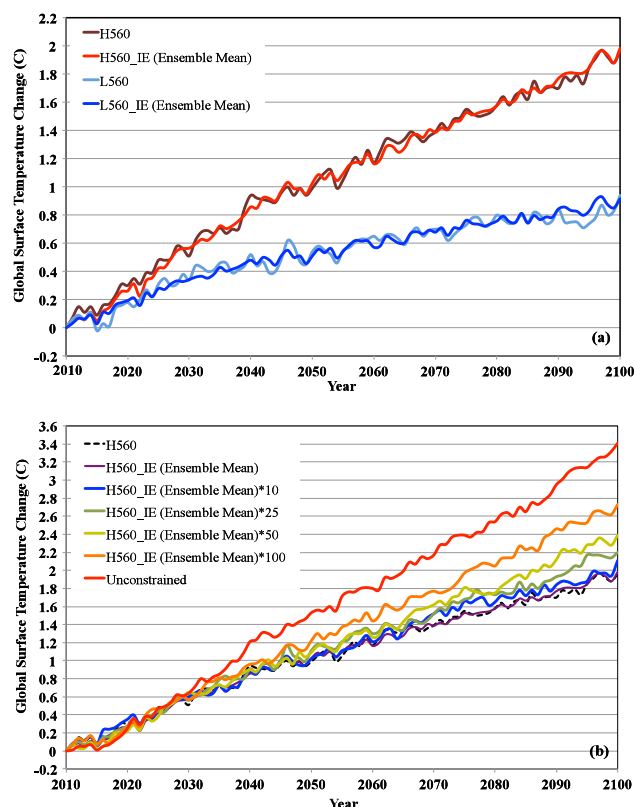 2.2
2
1.8
1.6
1.4
1.2
1
0.8
0.6
0.4
0.2
0
-0.2
Global Surface Temperature Change (C)
H560
H560_IE (Ensemble Mean)
L560
L560_IE (Ensemble Mean)
(a)
2010 2020 2030 2040 2050 2060 2070 2080 2090 2100
Year
3.6
3.4
3.2
3
2.8
2.6
2.4
2.2
2
1.8
1.6
1.4
1.2
1
0.8
0.6
0.4
0.2
0
-0.2
Global Surface Temperature Change (C)
H560
H560_IE (Ensemble Mean)
H560_IE (Ensemble Mean)*10
H560_IE (Ensemble Mean)*25
H560_IE (Ensemble Mean)*50
H560_IE (Ensemble Mean)*100
Unconstrained
(b)
2010 2020 2030 2040 2050 2060 2070 2080 2090 2100
Year